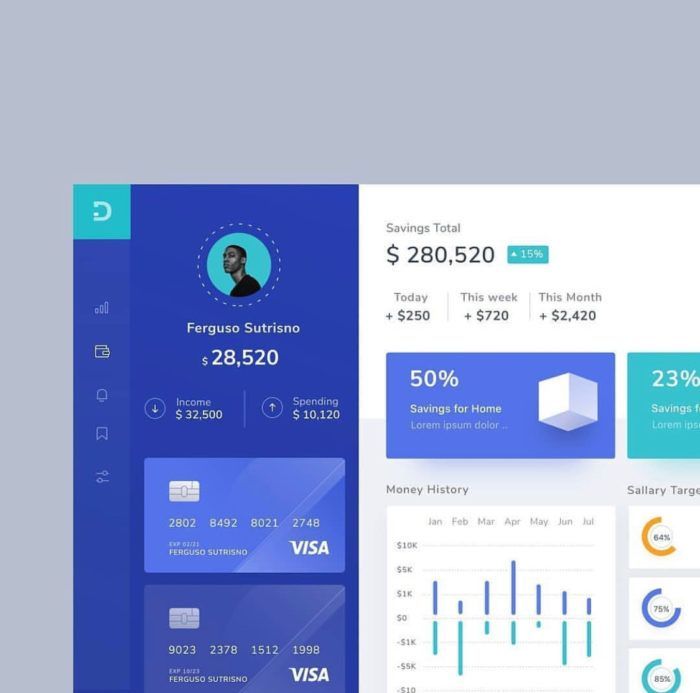 D
Ferguso Sutrisno
$ 28,520
Income
$ 32,500
Spending
$ 10,120
2802 8492 8021 2748
EXP 02/21
FERGUSO SUTRISNO
VISA
9023 2378 1512 1998
EXP 10/23
FERGUSO SUTRISNO
VISA
Savings Total
$ 280,520
15%
Today
+ $250
This week
+ $720
This Month
+ $2,420
50%
Savings for Home
Lorem ipsum dolor ..
23%
Savings f
Lorem ips
Money History
Jan Feb Mar Apr May Jun Jul
$10K
$5K
$1K
$0
-$1K
-$5K
-$10
Sallary Targe
64%
75%
85%